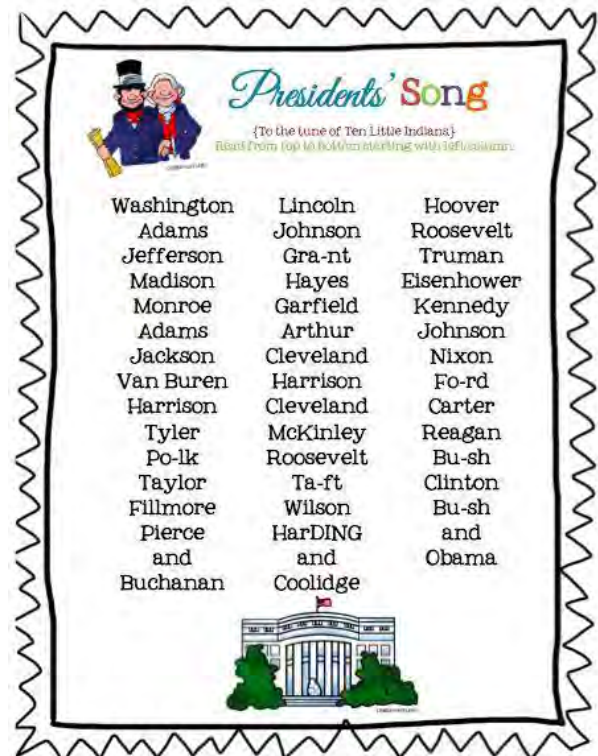 Presidents' Song
{To the tune of Ten Little Indians}
Read from top to bottom starting with left column.
Washington
Adams
Jefferson
Madison
Monroe
Adams
Jackson
Van Buren
Harrison
Tyler
Po-lk
Taylor
Fillmore
Pierce
and
Buchanan
Lincoln
Johnson
Gra-nt
Hayes
Garfield
Arthur
Cleveland
Harrison
Cleveland
McKinley
Roosevelt
Ta-ft
Wilson
HarDING
and
Coolidge
Hoover
Roosevelt
Truman
Eisenhower
Kennedy
Johnson
Nixon
Fo-rd
Carter
Reagan
Bu-sh
Clinton
Bu-sh
and
Obama